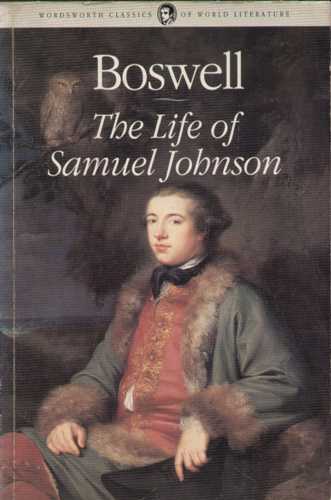 WORDSWORTH CLASSICS OF WORLD LITERATURE
Boswell
The Life of
Samuel Johnson